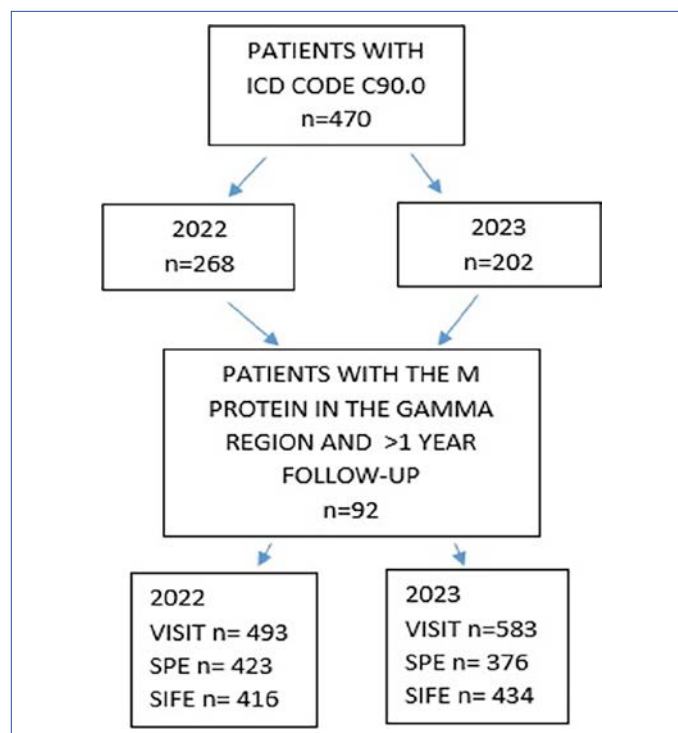 PATIENTS WITH
ICD CODE C90.0
n=470
2022
n=268
2023
n=202
PATIENTS WITH THE M
PROTEIN IN THE GAMMA
REGION AND >1 YEAR
FOLLOW-UP
n=92
2022
VISIT n= 493
SPE n= 423
SIFE n= 416
2023
VISIT n=583
SPE n= 376
SIFE n= 434